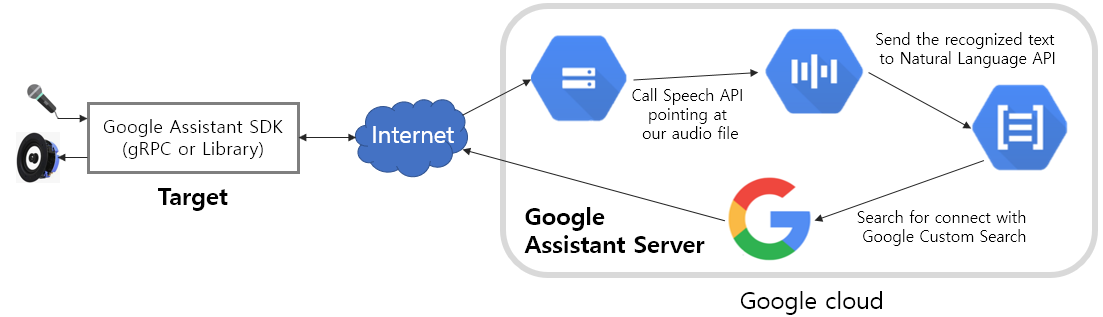 Google Assistant SDK
(gRPC or Library)
Target
Internet
Call Speech API
pointing at
our audio file
Send the recognized text
to Natural Language API
Search for connect with
Google Custom Search
Google
Assistant Server
Google cloud